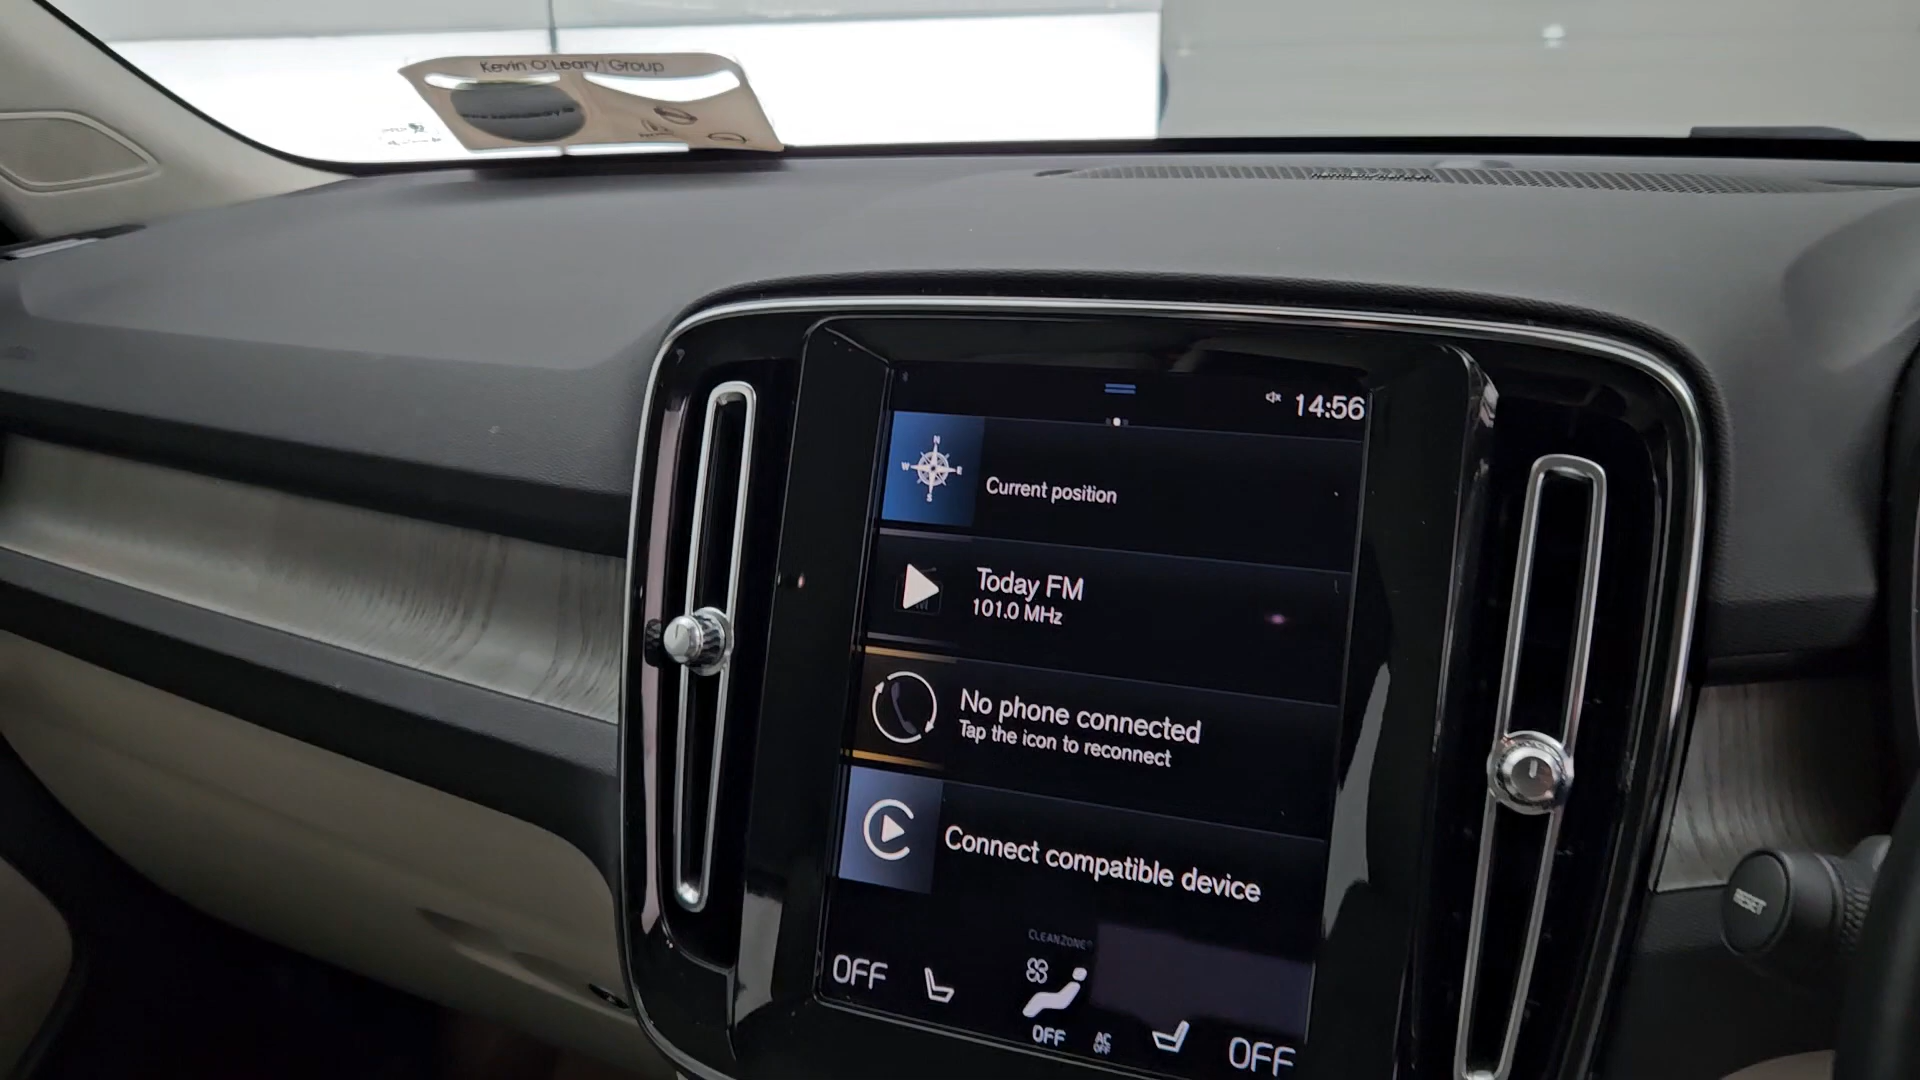 Kevin O'Leary Group
14:56
N
W E
S
Current position
Today FM
101.0 MHz
No phone connected
Tap the icon to reconnect
Connect compatible device
CLEANZONE®
OFF
OFF
AC
OFF
OFF
RESET